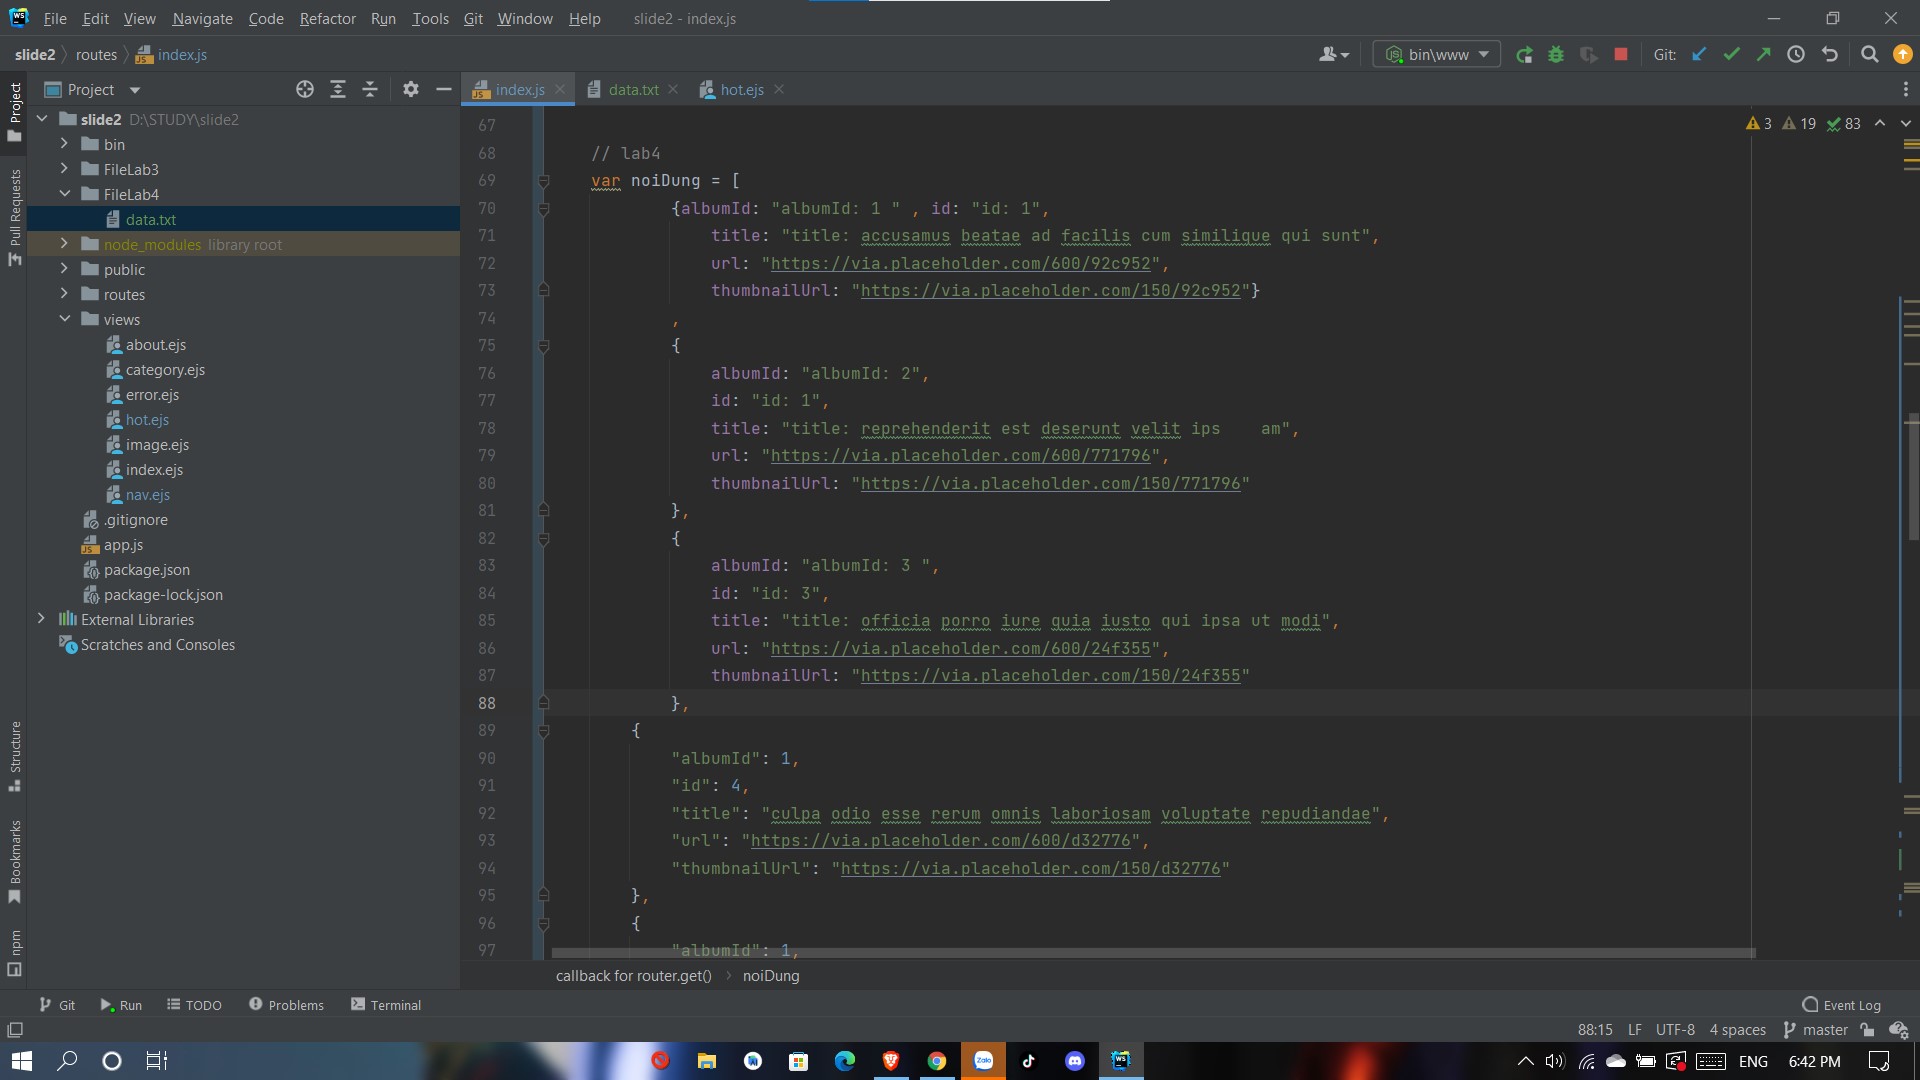 File Edit View Navigate Code Refactor Run Tools Git Window Help slide2 - index.js
slide2 routes index.js bin\www Git:
Project index.js data.txt hot.ejs
slide2 D:\STUDY\slide2
bin
FileLab3
FileLab4
data.txt
node_modules library root
public
routes
views
about.ejs
category.ejs
error.ejs
hot.ejs
image.ejs
index.ejs
nav.ejs
.gitignore
app.js
package.json
package-lock.json
External Libraries
Scratches and Consoles
Project
Pull Requests
Structure
Bookmarks
npm
3 19 83
67
68 // lab4
69 var noiDung = [
70 {albumId: "albumId: 1 " , id: "id: 1",
71 title: "title: accusamus beatae ad facilis cum similique qui sunt",
72 url: "https://via.placeholder.com/600/92c952",
73 thumbnailUrl: "https://via.placeholder.com/150/92c952"}
74 ,
75 {
76 albumId: "albumId: 2",
77 id: "id: 1",
78 title: "title: reprehenderit est deserunt velit ips    am",
79 url: "https://via.placeholder.com/600/771796",
80 thumbnailUrl: "https://via.placeholder.com/150/771796"
81 },
82 {
83 albumId: "albumId: 3 ",
84 id: "id: 3",
85 title: "title: officia porro iure quia iusto qui ipsa ut modi",
86 url: "https://via.placeholder.com/600/24f355",
87 thumbnailUrl: "https://via.placeholder.com/150/24f355"
88 },
89 {
90 "albumId": 1,
91 "id": 4,
92 "title": "culpa odio esse rerum omnis laboriosam voluptate repudiandae",
93 "url": "https://via.placeholder.com/600/d32776",
94 "thumbnailUrl": "https://via.placeholder.com/150/d32776"
95 },
96 {
97 "albumId": 1,
callback for router.get() noiDung
Git Run TODO Problems Terminal Event Log
88:15 LF UTF-8 4 spaces master
Zalo WS ENG 6:42 PM